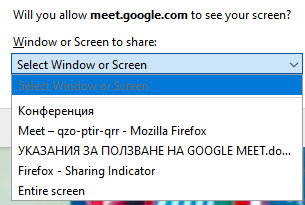 Will you allow meet.google.com to see your screen?
Window or Screen to share:
Select Window or Screen
Select Window or Screen
Конференция
Meet – qzo-ptir-qrr - Mozilla Firefox
УКАЗАНИЯ ЗА ПОЛЗВАНЕ НА GOOGLE MEET.do...
Firefox - Sharing Indicator
Entire screen